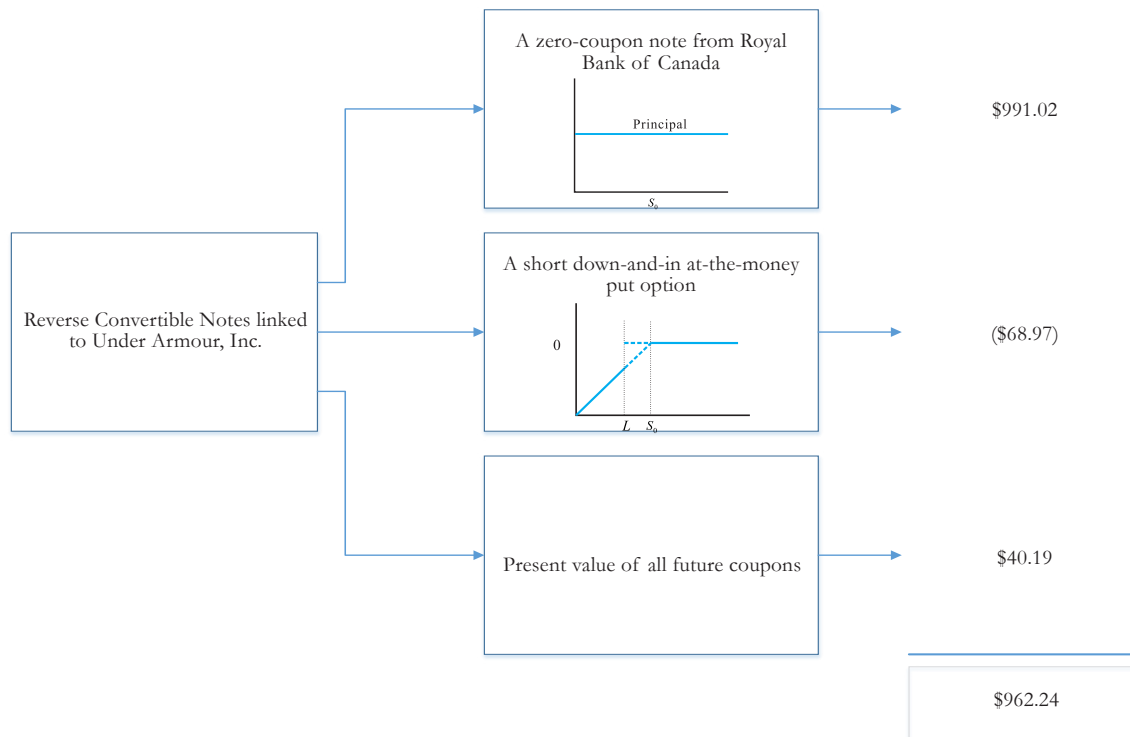 A zero-coupon note from Royal
Bank of Canada
Principal
S0
$991.02
Reverse Convertible Notes linked
to Under Armour, Inc.
A short down-and-in at-the-money
put option
0
L S0
($68.97)
Present value of all future coupons
$40.19
$962.24